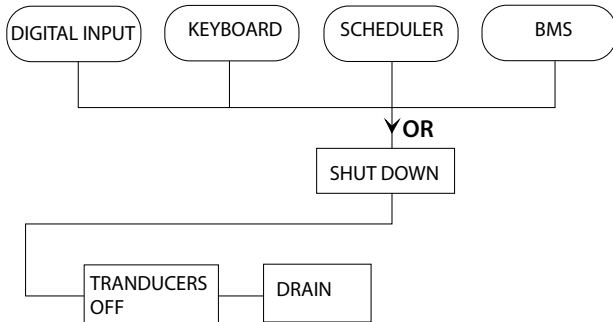 DIGITAL INPUT
KEYBOARD
SCHEDULER
BMS
OR
SHUT DOWN
TRANDUCERS
OFF
DRAIN